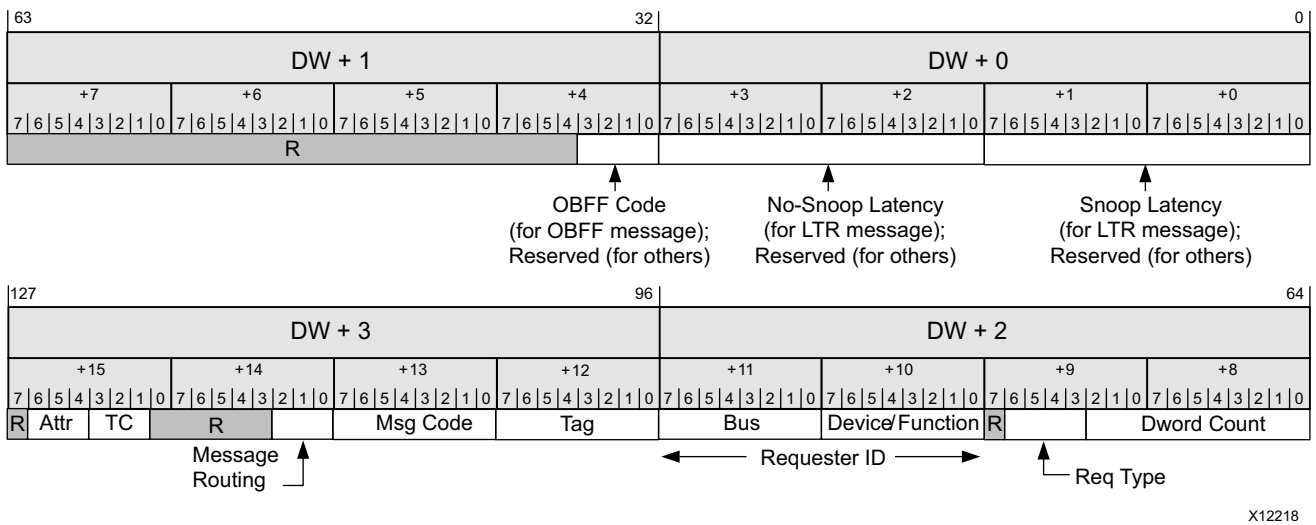 63 32 0
DW + 1 DW + 0
+7 +6 +5 +4 +3 +2 +1 +0
7 6 5 4 3 2 1 0 7 6 5 4 3 2 1 0 7 6 5 4 3 2 1 0 7 6 5 4 3 2 1 0 7 6 5 4 3 2 1 0 7 6 5 4 3 2 1 0 7 6 5 4 3 2 1 0 7 6 5 4 3 2 1 0
R
OBFF Code No-Snoop Latency Snoop Latency
(for OBFF message); (for LTR message); (for LTR message);
Reserved (for others) Reserved (for others) Reserved (for others)
127 96 64
DW + 3 DW + 2
+15 +14 +13 +12 +11 +10 +9 +8
7 6 5 4 3 2 1 0 7 6 5 4 3 2 1 0 7 6 5 4 3 2 1 0 7 6 5 4 3 2 1 0 7 6 5 4 3 2 1 0 7 6 5 4 3 2 1 0 7 6 5 4 3 2 1 0 7 6 5 4 3 2 1 0
R Attr TC R Msg Code Tag Bus Device/Function R Dword Count
Message Requester ID
Routing Req Type
X12218